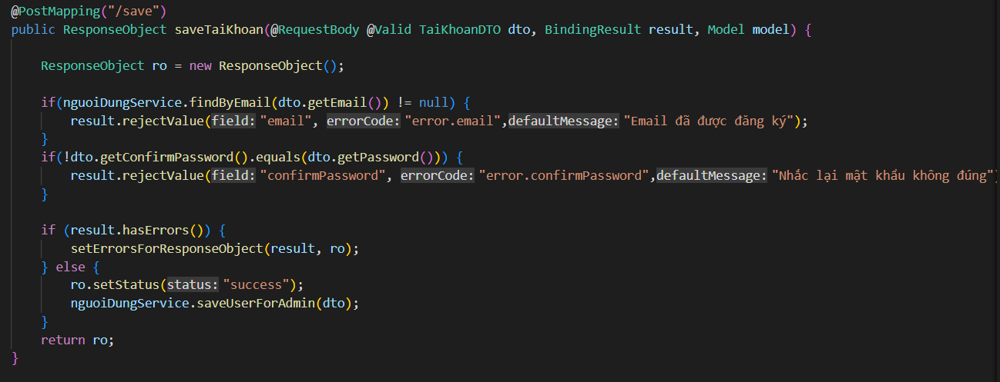 @PostMapping("/save")
public ResponseObject saveTaiKhoan(@RequestBody @Valid TaiKhoanDTO dto, BindingResult result, Model model) {
ResponseObject ro = new ResponseObject();
if(nguoiDungService.findByEmail(dto.getEmail()) != null) {
result.rejectValue(field: "email", errorCode: "error.email",defaultMessage: "Email đã được đăng ký");
}
if(!dto.getConfirmPassword().equals(dto.getPassword())) {
result.rejectValue(field: "confirmPassword", errorCode: "error.confirmPassword",defaultMessage: "Nhắc lại mật khẩu không đúng")
}
if (result.hasErrors()) {
setErrorsForResponseObject(result, ro);
} else {
ro.setStatus(status: "success");
nguoiDungService.saveUserForAdmin(dto);
}
return ro;
}